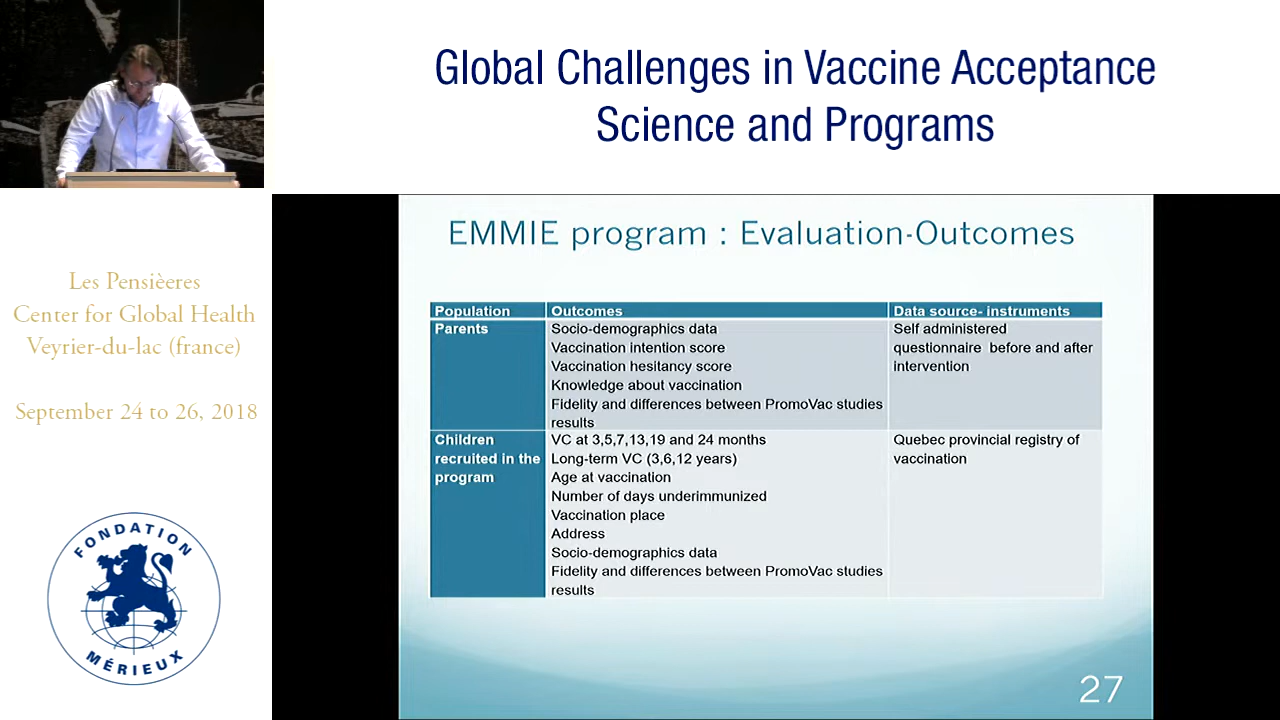 Global Challenges in Vaccine Acceptance
Science and Programs
Les Pensièeres
Center for Global Health
Veyrier-du-lac (france)
September 24 to 26, 2018
FONDATION
MÉRIEUX
EMMIE program : Evaluation-Outcomes
Population Outcomes Data source- instruments
Parents
Socio-demographics data
Vaccination intention score
Vaccination hesitancy score
Knowledge about vaccination
Fidelity and differences between PromoVac studies
results
Self administered
questionnaire before and after
intervention
Children
recruited in the
program
VC at 3,5,7,13,19 and 24 months
Long-term VC (3,6,12 years)
Age at vaccination
Number of days underimmunized
Vaccination place
Address
Socio-demographics data
Fidelity and differences between PromoVac studies
results
Quebec provincial registry of
vaccination
27